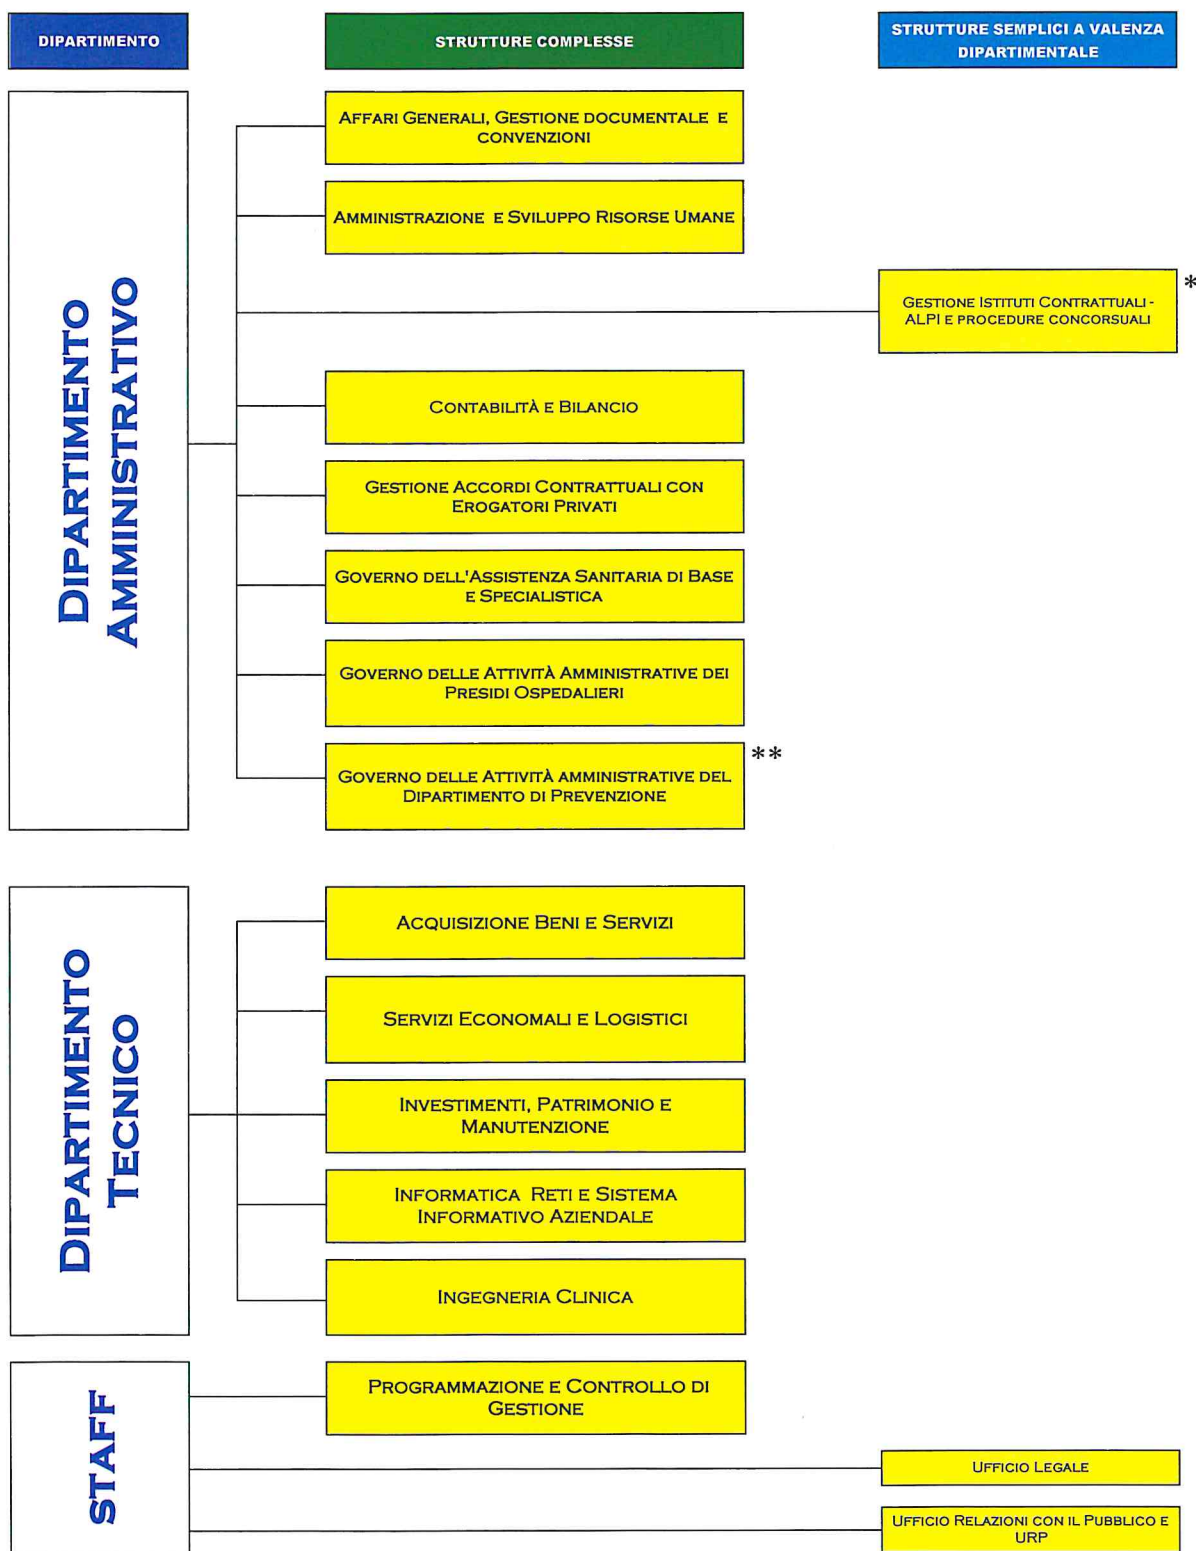 DIPARTIMENTO
STRUTTURE COMPLESSE
STRUTTURE SEMPLICI A VALENZA
DIPARTIMENTALE
DIPARTIMENTO
AMMINISTRATIVO
AFFARI GENERALI, GESTIONE DOCUMENTALE E
CONVENZIONI
AMMINISTRAZIONE E SVILUPPO RISORSE UMANE
GESTIONE ISTITUTI CONTRATTUALI -
ALPI E PROCEDURE CONCORSUALI
*
CONTABILITÀ E BILANCIO
GESTIONE ACCORDI CONTRATTUALI CON
EROGATORI PRIVATI
GOVERNO DELL'ASSISTENZA SANITARIA DI BASE
E SPECIALISTICA
GOVERNO DELLE ATTIVITÀ AMMINISTRATIVE DEI
PRESIDI OSPEDALIERI
GOVERNO DELLE ATTIVITÀ AMMINISTRATIVE DEL
DIPARTIMENTO DI PREVENZIONE
**
DIPARTIMENTO
TECNICO
ACQUISIZIONE BENI E SERVIZI
SERVIZI ECONOMALI E LOGISTICI
INVESTIMENTI, PATRIMONIO E
MANUTENZIONE
INFORMATICA RETI E SISTEMA
INFORMATIVO AZIENDALE
INGEGNERIA CLINICA
STAFF
PROGRAMMAZIONE E CONTROLLO DI
GESTIONE
UFFICIO LEGALE
UFFICIO RELAZIONI CON IL PUBBLICO E
URP